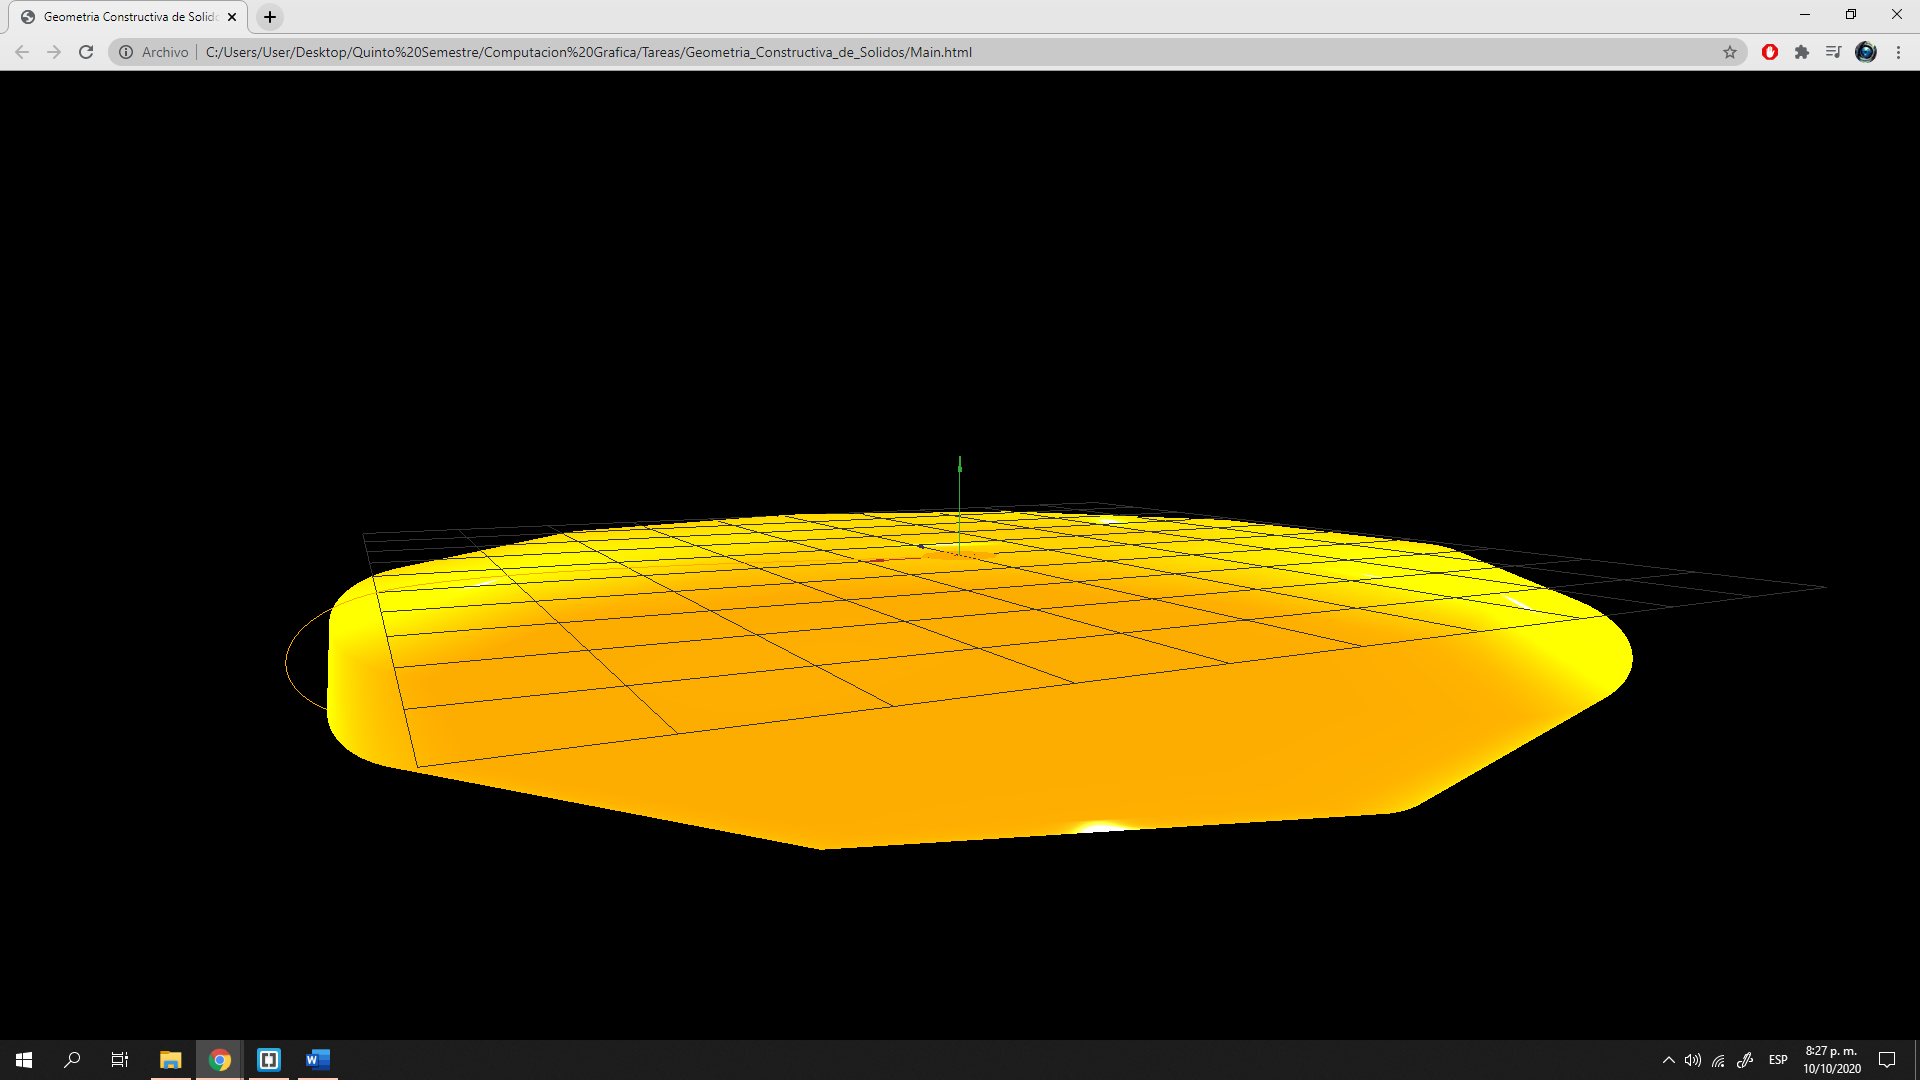 Geometria Constructiva de Solid
Archivo
C:/Users/User/Desktop/Quinto%20Semestre/Computacion%20Grafica/Tareas/Geometria_Constructiva_de_Solidos/Main.html
W
ESP
8:27 p. m.
10/10/2020